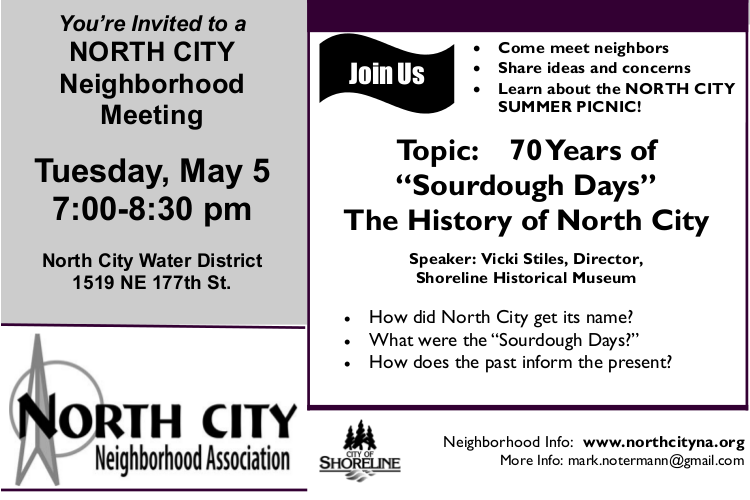 You're Invited to a
NORTH CITY
Neighborhood
Meeting
Tuesday, May 5
7:00-8:30 pm
North City Water District
1519 NE 177th St.
NORTH CITY
Neighborhood Association
Join Us
• Come meet neighbors
• Share ideas and concerns
• Learn about the NORTH CITY
SUMMER PICNIC!
Topic: 70 Years of
“Sourdough Days”
The History of North City
Speaker: Vicki Stiles, Director,
Shoreline Historical Museum
• How did North City get its name?
• What were the “Sourdough Days?”
• How does the past inform the present?
CITY OF
SHORELINE
Neighborhood Info: www.northcityna.org
More Info: mark.notermann@gmail.com